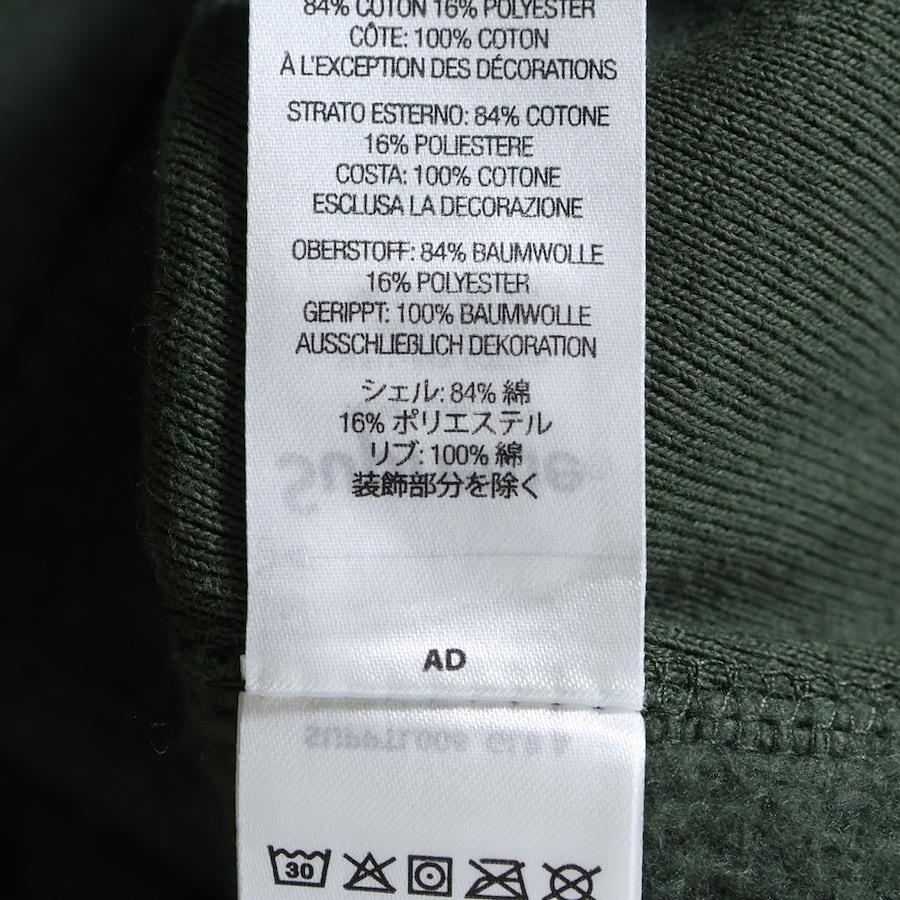 84% COTON 16% POLYESTER
CÔTE: 100% COTON
À L'EXCEPTION DES DÉCORATIONS
STRATO ESTERNO: 84% COTONE
16% POLIESTERE
COSTA: 100% COTONE
ESCLUSA LA DECORAZIONE
OBERSTOFF: 84% BAUMWOLLE
16% POLYESTER
GERIPPT: 100% BAUMWOLLE
AUSSCHLIEßLICH DEKORATION
シェル: 84% 綿
16% ポリエステル
リブ: 100% 綿
装飾部分を除く
AD
30